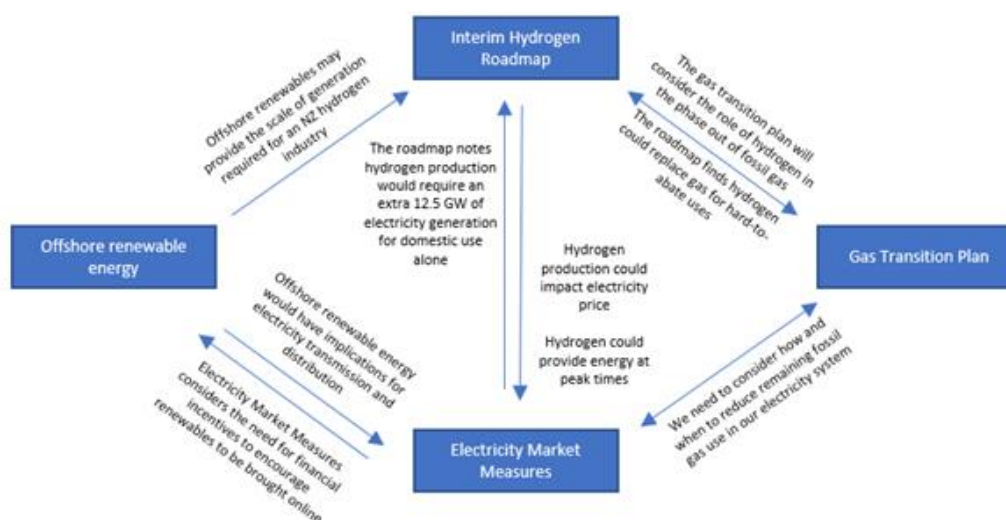 Interim Hydrogen
Roadmap
Offshore renewables may
provide the scale of generation
required for an NZ hydrogen
industry
The gas transition plan will
consider the role of hydrogen in
the phase out of fossil gas
The roadmap finds hydrogen
could replace gas for hard-to-
abate uses
The roadmap notes
hydrogen production
would require an
extra 12.5 GW of
electricity generation
for domestic use
alone
Offshore renewable
energy
Gas Transition Plan
Hydrogen
production could
impact electricity
price
Hydrogen could
provide energy at
peak times
Offshore renewable energy
would have implications for
electricity transmission and
distribution
Electricity Market Measures
considers the need for financial
incentives to encourage
renewables to be brought online
We need to consider how and
when to reduce remaining fossil
gas use in our electricity system
Electricity Market
Measures